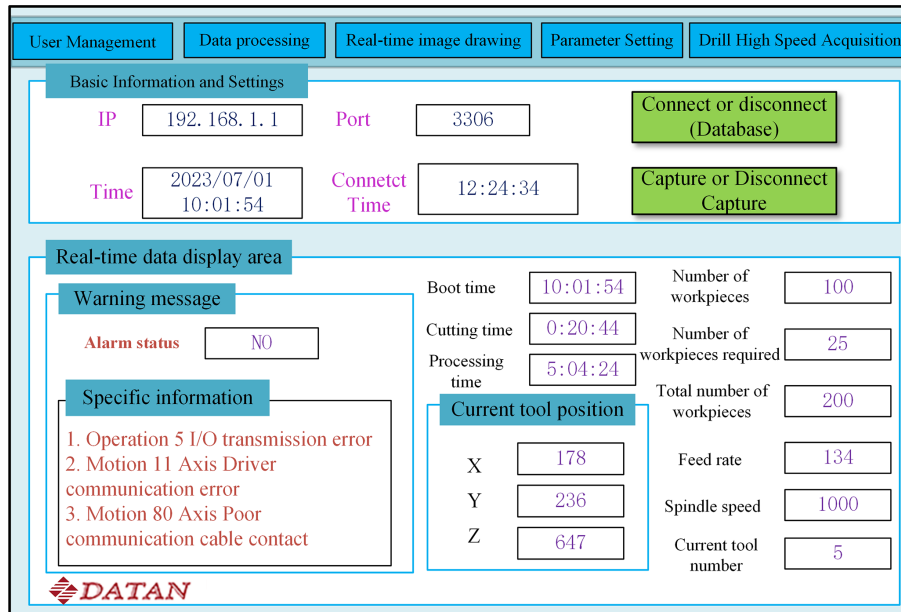 User Management
Data processing
Real-time image drawing
Parameter Setting
Drill High Speed Acquisition
Basic Information and Settings
IP
192.168.1.1
Port
3306
Connect or disconnect
(Database)
Time
2023/07/01
10:01:54
Connetct
Time
12:24:34
Capture or Disconnect
Capture
Real-time data display area
Warning message
Alarm status
NO
Specific information
1. Operation 5 I/O transmission error
2. Motion 11 Axis Driver
communication error
3. Motion 80 Axis Poor
communication cable contact
Boot time
10:01:54
Cutting time
0:20:44
Processing
time
5:04:24
Current tool position
X
178
Y
236
Z
647
Number of
workpieces
100
Number of
workpieces required
25
Total number of
workpieces
200
Feed rate
134
Spindle speed
1000
Current tool
number
5
DATAN